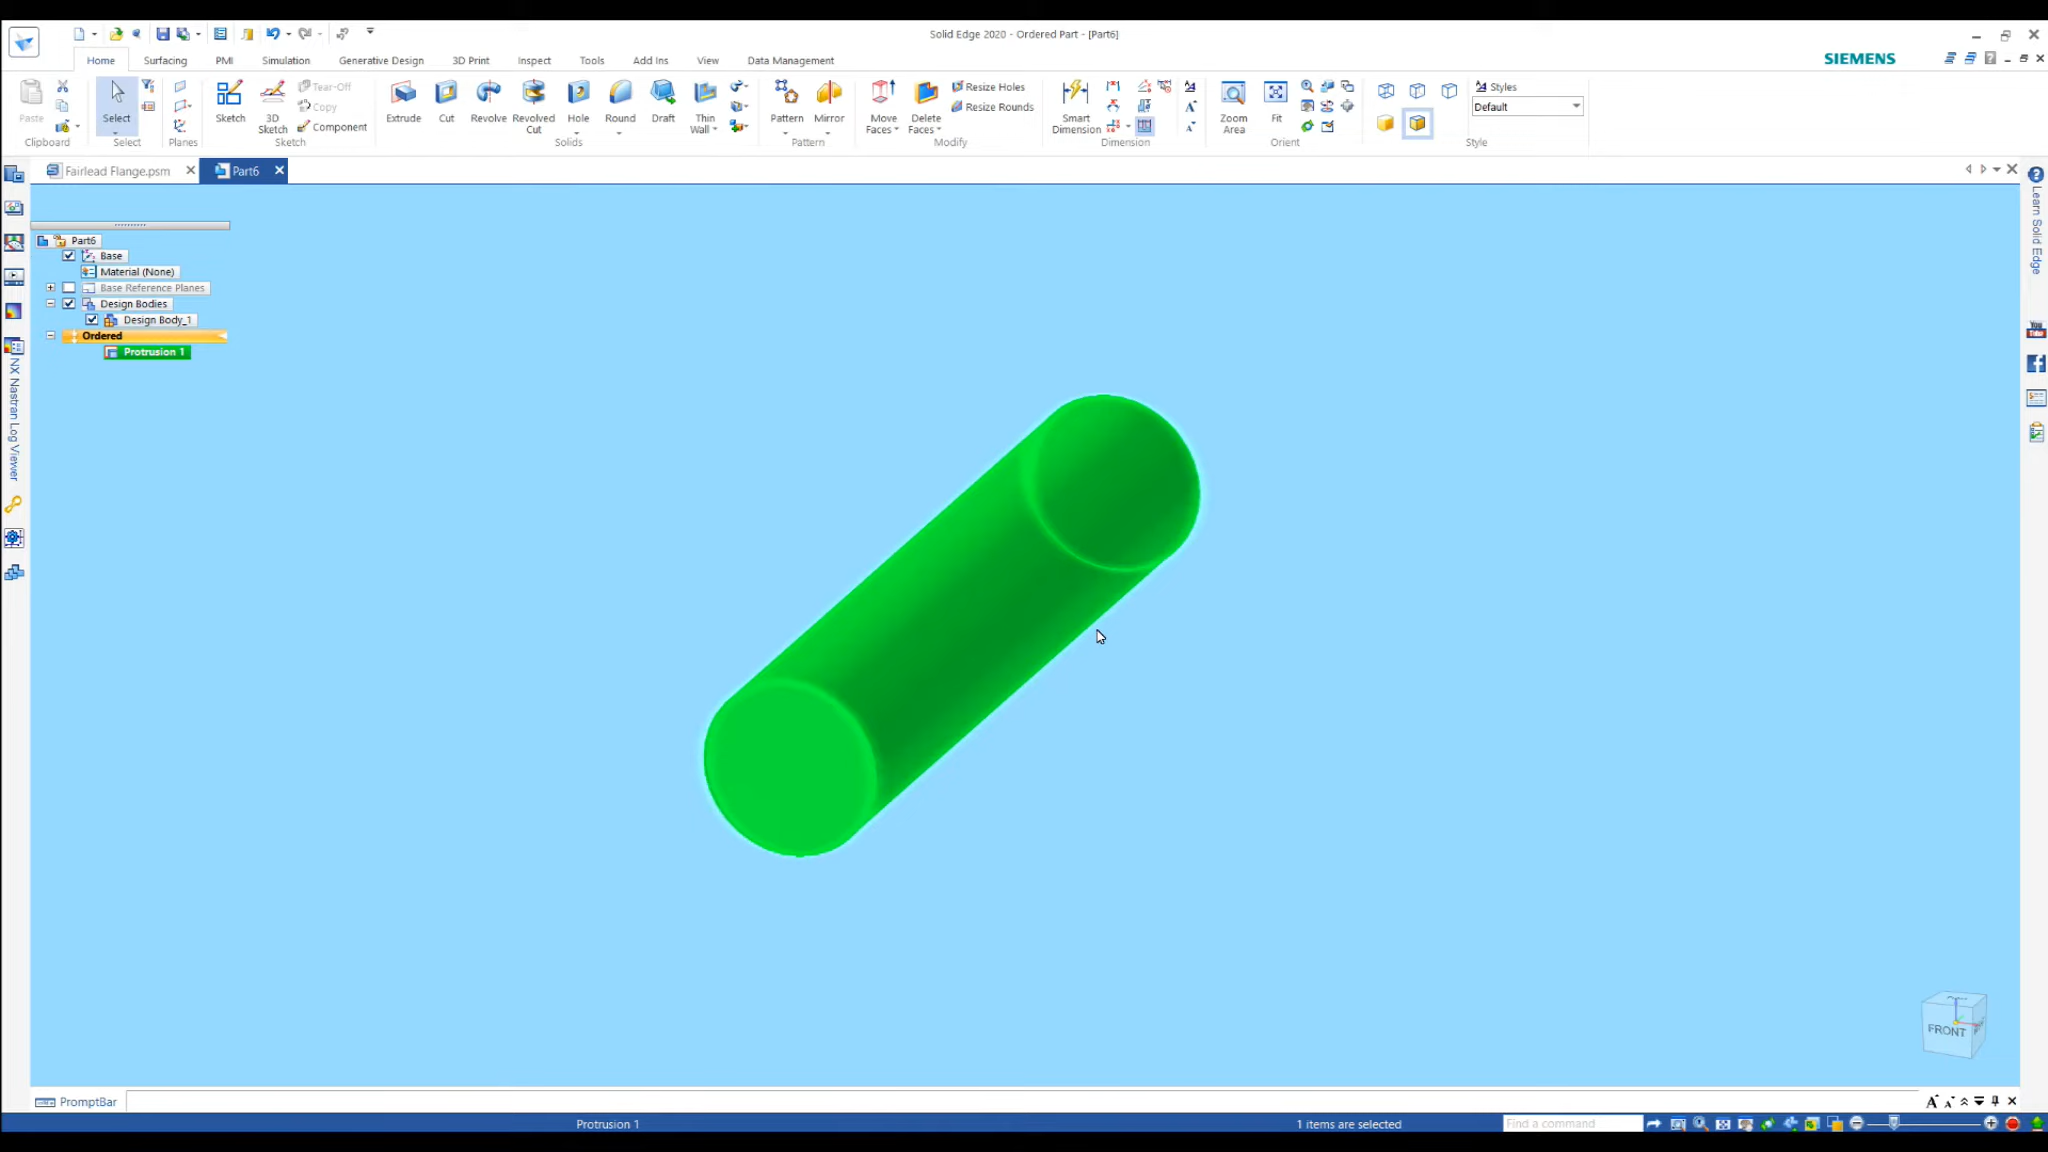 Solid Edge 2020 - Ordered Part - [Part6]
Home Surfacing PMI Simulation Generative Design 3D Print Inspect Tools Add Ins View Data Management
SIEMENS
Tear-Off
Resize Holes
Styles
Copy
Resize Rounds
Default
Paste Select Sketch 3D Sketch Component Extrude Cut Revolve Revolved Cut Hole Round Draft Thin Wall Pattern Mirror Move Faces Delete Faces Smart Dimension Zoom Area Fit
Clipboard Select Planes Sketch Solids Pattern Modify Dimension Orient Style
Fairlead Flange.psm Part6
Part6
Base
Material (None)
Base Reference Planes
Design Bodies
Design Body_1
Ordered
Protrusion 1
NX Nastran Log Viewer
Learn Solid Edge
You Tube
FRONT
PromptBar
Protrusion 1 1 items are selected Find a command